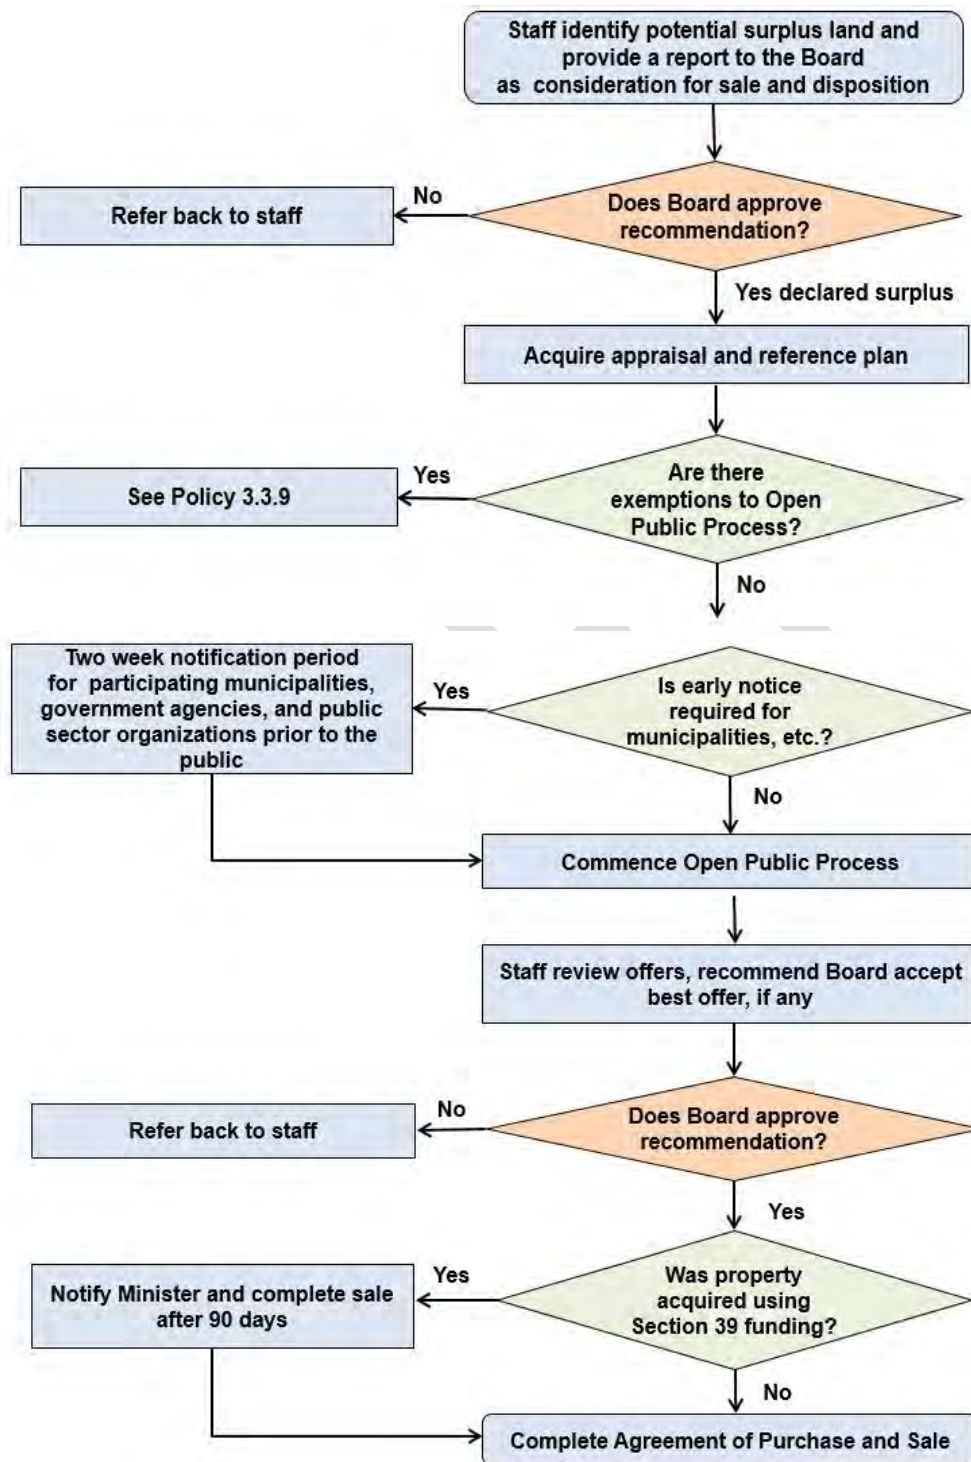 Staff identify potential surplus land and
provide a report to the Board
as consideration for sale and disposition
No
Refer back to staff
Does Board approve
recommendation?
Yes declared surplus
Acquire appraisal and reference plan
Yes
See Policy 3.3.9
Are there
exemptions to Open
Public Process?
No
Two week notification period
for participating municipalities,
government agencies, and public
sector organizations prior to the
public
Yes
Is early notice
required for
municipalities, etc.?
No
Commence Open Public Process
Staff review offers, recommend Board accept
best offer, if any
No
Refer back to staff
Does Board approve
recommendation?
Yes
Yes
Notify Minister and complete sale
after 90 days
Was property
acquired using
Section 39 funding?
No
Complete Agreement of Purchase and Sale